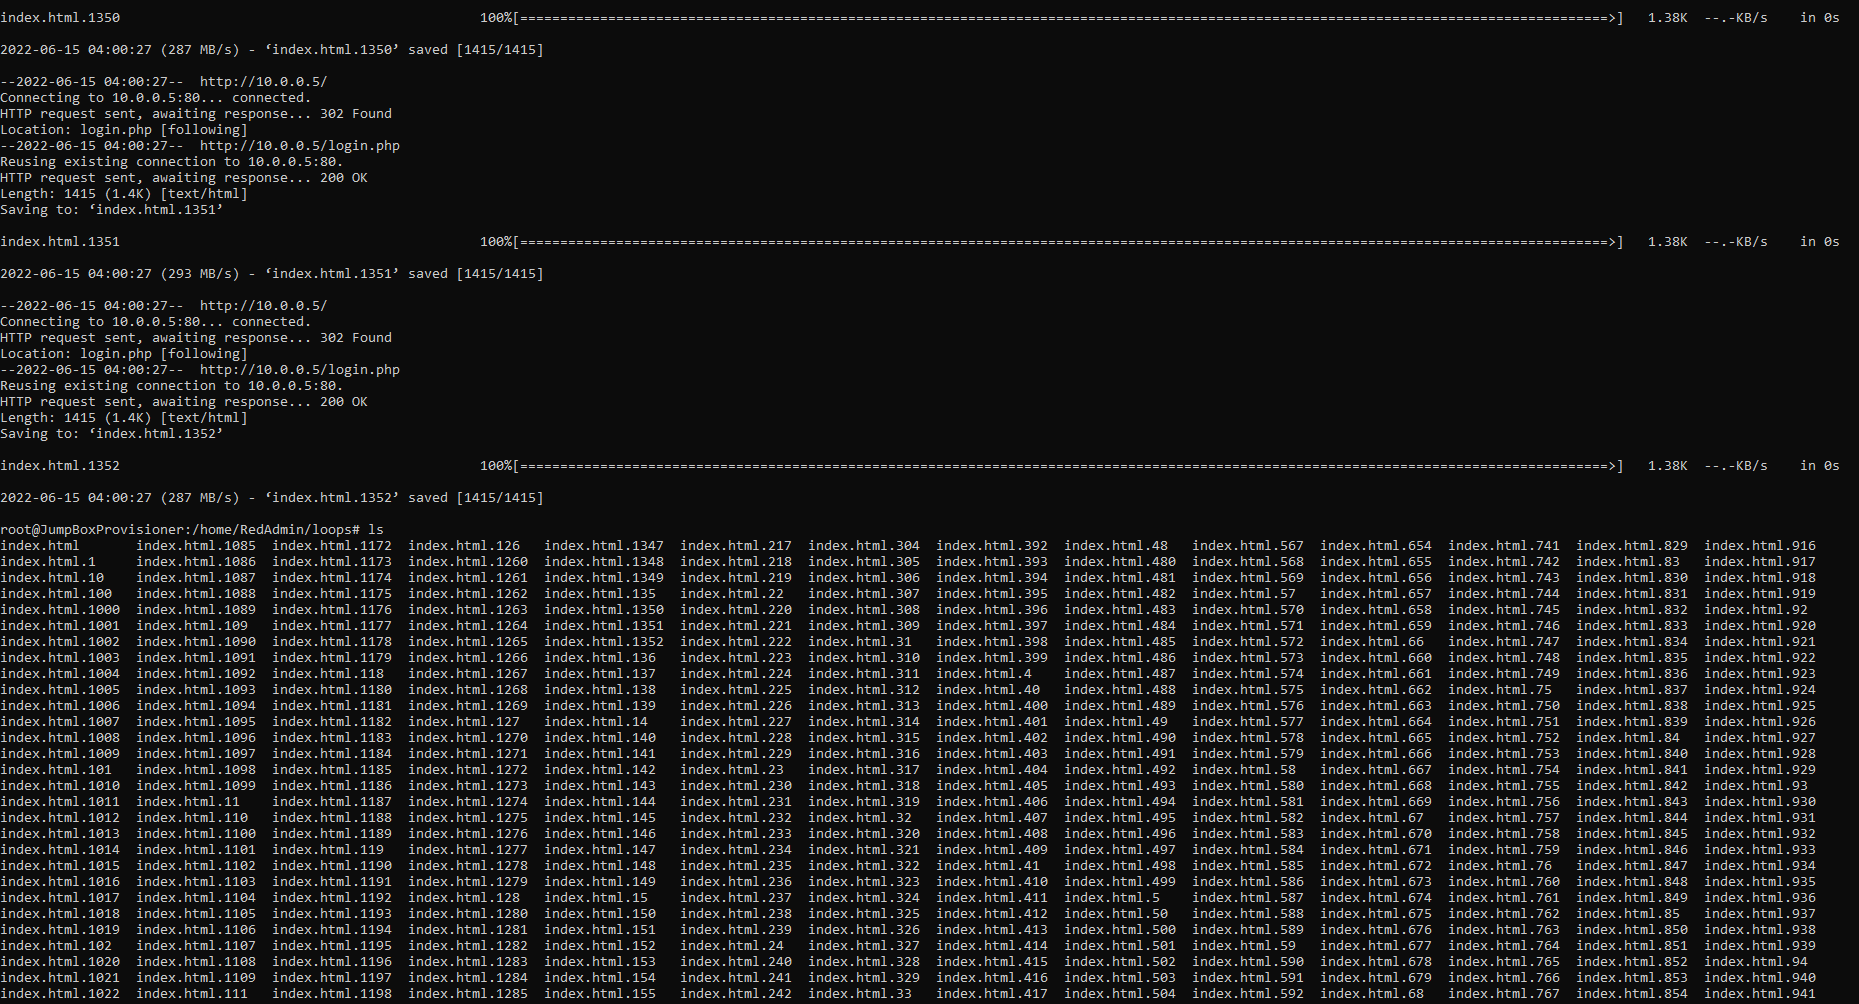 index.html.1350 100%[=========================================================================================================================================>] 1.38K --.-KB/s in 0s
2022-06-15 04:00:27 (287 MB/s) - ‘index.html.1350’ saved [1415/1415]
--2022-06-15 04:00:27-- http://10.0.0.5/
Connecting to 10.0.0.5:80... connected.
HTTP request sent, awaiting response... 302 Found
Location: login.php [following]
--2022-06-15 04:00:27-- http://10.0.0.5/login.php
Reusing existing connection to 10.0.0.5:80.
HTTP request sent, awaiting response... 200 OK
Length: 1415 (1.4K) [text/html]
Saving to: ‘index.html.1351’
index.html.1351 100%[=========================================================================================================================================>] 1.38K --.-KB/s in 0s
2022-06-15 04:00:27 (293 MB/s) - ‘index.html.1351’ saved [1415/1415]
--2022-06-15 04:00:27-- http://10.0.0.5/
Connecting to 10.0.0.5:80... connected.
HTTP request sent, awaiting response... 302 Found
Location: login.php [following]
--2022-06-15 04:00:27-- http://10.0.0.5/login.php
Reusing existing connection to 10.0.0.5:80.
HTTP request sent, awaiting response... 200 OK
Length: 1415 (1.4K) [text/html]
Saving to: ‘index.html.1352’
index.html.1352 100%[=========================================================================================================================================>] 1.38K --.-KB/s in 0s
2022-06-15 04:00:27 (287 MB/s) - ‘index.html.1352’ saved [1415/1415]
root@JumpBoxProvisioner:/home/RedAdmin/loops# ls
index.html index.html.1085 index.html.1172 index.html.126 index.html.1347 index.html.217 index.html.304 index.html.392 index.html.48 index.html.567 index.html.654 index.html.741 index.html.829 index.html.916
index.html.1 index.html.1086 index.html.1173 index.html.1260 index.html.1348 index.html.218 index.html.305 index.html.393 index.html.480 index.html.568 index.html.655 index.html.742 index.html.83 index.html.917
index.html.10 index.html.1087 index.html.1174 index.html.1261 index.html.1349 index.html.219 index.html.306 index.html.394 index.html.481 index.html.569 index.html.656 index.html.743 index.html.830 index.html.918
index.html.100 index.html.1088 index.html.1175 index.html.1262 index.html.135 index.html.22 index.html.307 index.html.395 index.html.482 index.html.57 index.html.657 index.html.744 index.html.831 index.html.919
index.html.1000 index.html.1089 index.html.1176 index.html.1263 index.html.1350 index.html.220 index.html.308 index.html.396 index.html.483 index.html.570 index.html.658 index.html.745 index.html.832 index.html.92
index.html.1001 index.html.109 index.html.1177 index.html.1264 index.html.1351 index.html.221 index.html.309 index.html.397 index.html.484 index.html.571 index.html.659 index.html.746 index.html.833 index.html.920
index.html.1002 index.html.1090 index.html.1178 index.html.1265 index.html.1352 index.html.222 index.html.31 index.html.398 index.html.485 index.html.572 index.html.66 index.html.747 index.html.834 index.html.921
index.html.1003 index.html.1091 index.html.1179 index.html.1266 index.html.136 index.html.223 index.html.310 index.html.399 index.html.486 index.html.573 index.html.660 index.html.748 index.html.835 index.html.922
index.html.1004 index.html.1092 index.html.118 index.html.1267 index.html.137 index.html.224 index.html.311 index.html.4 index.html.487 index.html.574 index.html.661 index.html.749 index.html.836 index.html.923
index.html.1005 index.html.1093 index.html.1180 index.html.1268 index.html.138 index.html.225 index.html.312 index.html.40 index.html.488 index.html.575 index.html.662 index.html.75 index.html.837 index.html.924
index.html.1006 index.html.1094 index.html.1181 index.html.1269 index.html.139 index.html.226 index.html.313 index.html.400 index.html.489 index.html.576 index.html.663 index.html.750 index.html.838 index.html.925
index.html.1007 index.html.1095 index.html.1182 index.html.127 index.html.14 index.html.227 index.html.314 index.html.401 index.html.49 index.html.577 index.html.664 index.html.751 index.html.839 index.html.926
index.html.1008 index.html.1096 index.html.1183 index.html.1270 index.html.140 index.html.228 index.html.315 index.html.402 index.html.490 index.html.578 index.html.665 index.html.752 index.html.84 index.html.927
index.html.1009 index.html.1097 index.html.1184 index.html.1271 index.html.141 index.html.229 index.html.316 index.html.403 index.html.491 index.html.579 index.html.666 index.html.753 index.html.840 index.html.928
index.html.101 index.html.1098 index.html.1185 index.html.1272 index.html.142 index.html.23 index.html.317 index.html.404 index.html.492 index.html.58 index.html.667 index.html.754 index.html.841 index.html.929
index.html.1010 index.html.1099 index.html.1186 index.html.1273 index.html.143 index.html.230 index.html.318 index.html.405 index.html.493 index.html.580 index.html.668 index.html.755 index.html.842 index.html.93
index.html.1011 index.html.11 index.html.1187 index.html.1274 index.html.144 index.html.231 index.html.319 index.html.406 index.html.494 index.html.581 index.html.669 index.html.756 index.html.843 index.html.930
index.html.1012 index.html.110 index.html.1188 index.html.1275 index.html.145 index.html.232 index.html.32 index.html.407 index.html.495 index.html.582 index.html.67 index.html.757 index.html.844 index.html.931
index.html.1013 index.html.1100 index.html.1189 index.html.1276 index.html.146 index.html.233 index.html.320 index.html.408 index.html.496 index.html.583 index.html.670 index.html.758 index.html.845 index.html.932
index.html.1014 index.html.1101 index.html.119 index.html.1277 index.html.147 index.html.234 index.html.321 index.html.409 index.html.497 index.html.584 index.html.671 index.html.759 index.html.846 index.html.933
index.html.1015 index.html.1102 index.html.1190 index.html.1278 index.html.148 index.html.235 index.html.322 index.html.41 index.html.498 index.html.585 index.html.672 index.html.76 index.html.847 index.html.934
index.html.1016 index.html.1103 index.html.1191 index.html.1279 index.html.149 index.html.236 index.html.323 index.html.410 index.html.499 index.html.586 index.html.673 index.html.760 index.html.848 index.html.935
index.html.1017 index.html.1104 index.html.1192 index.html.128 index.html.15 index.html.237 index.html.324 index.html.411 index.html.5 index.html.587 index.html.674 index.html.761 index.html.849 index.html.936
index.html.1018 index.html.1105 index.html.1193 index.html.1280 index.html.150 index.html.238 index.html.325 index.html.412 index.html.50 index.html.588 index.html.675 index.html.762 index.html.85 index.html.937
index.html.1019 index.html.1106 index.html.1194 index.html.1281 index.html.151 index.html.239 index.html.326 index.html.413 index.html.500 index.html.589 index.html.676 index.html.763 index.html.850 index.html.938
index.html.102 index.html.1107 index.html.1195 index.html.1282 index.html.152 index.html.24 index.html.327 index.html.414 index.html.501 index.html.59 index.html.677 index.html.764 index.html.851 index.html.939
index.html.1020 index.html.1108 index.html.1196 index.html.1283 index.html.153 index.html.240 index.html.328 index.html.415 index.html.502 index.html.590 index.html.678 index.html.765 index.html.852 index.html.94
index.html.1021 index.html.1109 index.html.1197 index.html.1284 index.html.154 index.html.241 index.html.329 index.html.416 index.html.503 index.html.591 index.html.679 index.html.766 index.html.853 index.html.940
index.html.1022 index.html.111 index.html.1198 index.html.1285 index.html.155 index.html.242 index.html.33 index.html.417 index.html.504 index.html.592 index.html.68 index.html.767 index.html.854 index.html.941